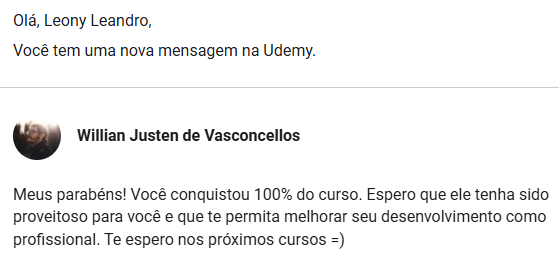 Olá, Leony Leandro,
Você tem uma nova mensagem na Udemy.
Willian Justen de Vasconcellos
Meus parabéns! Você conquistou 100% do curso. Espero que ele tenha sido
proveitoso para você e que te permita melhorar seu desenvolvimento como
profissional. Te espero nos próximos cursos =)